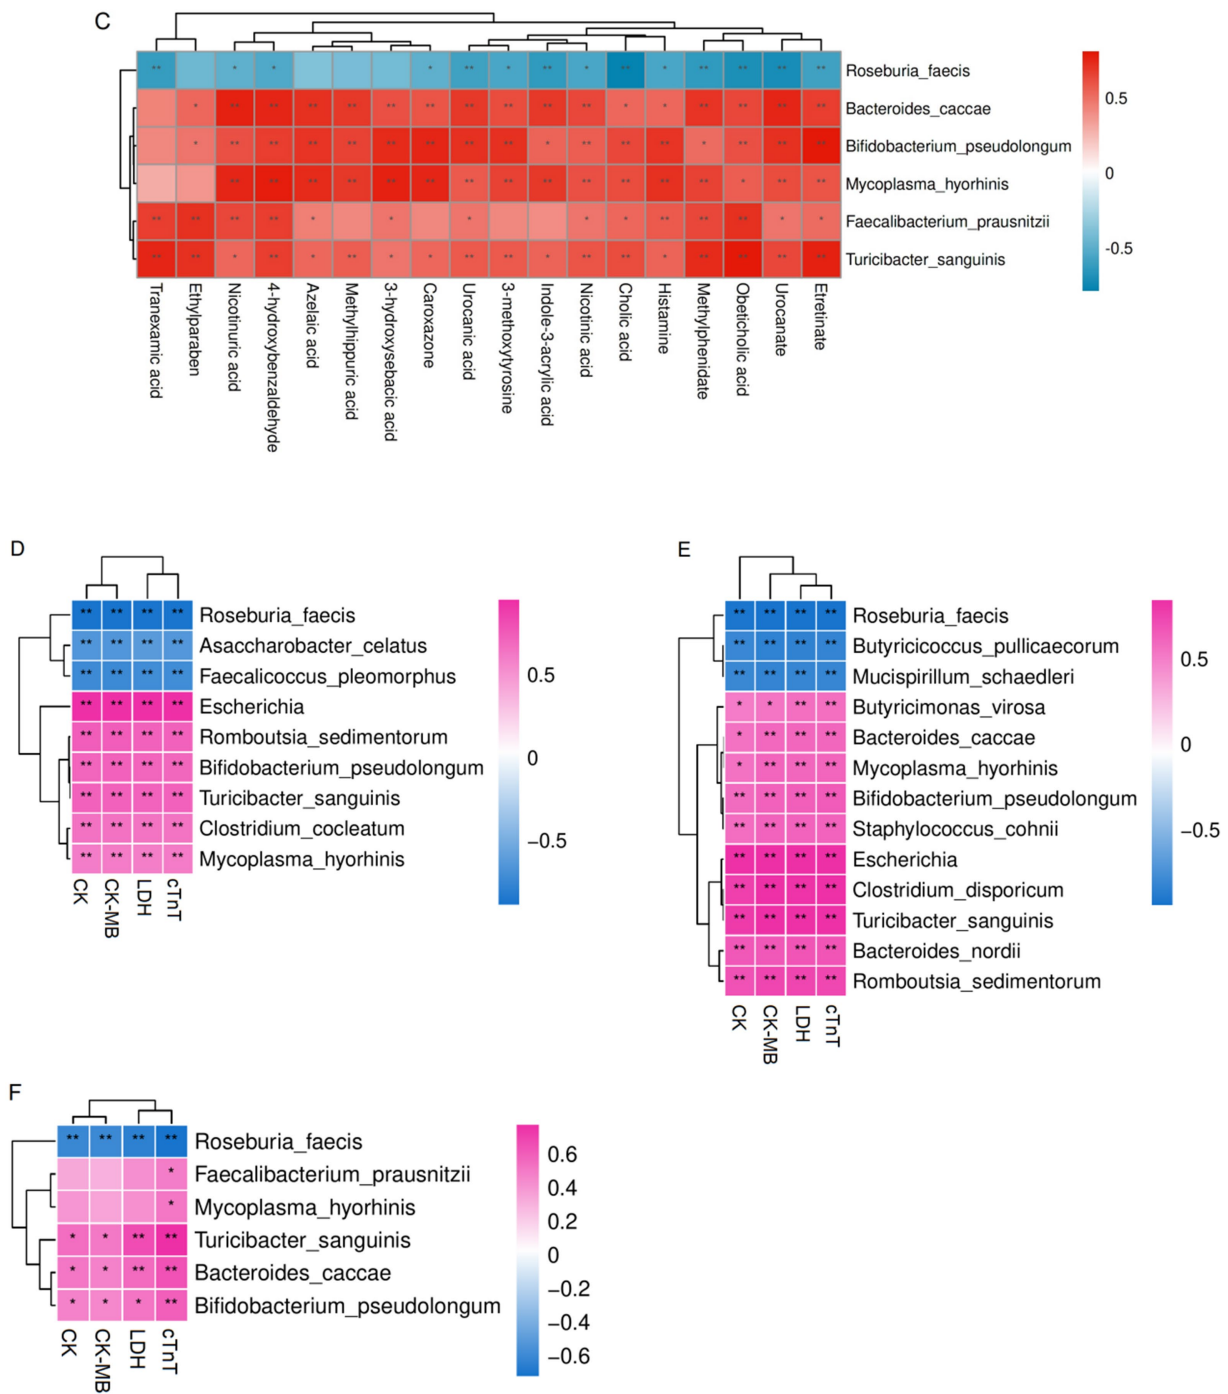 C
Roseburia_faecis
Bacteroides_caccae
Bifidobacterium_pseudolongum
Mycoplasma_hyorhinis
Faecalibacterium_prausnitzii
Turicibacter_sanguinis
0.5
0
-0.5
Tranexamic acid
Ethylparaben
Nicotinuric acid
4-hydroxybenzaldehyde
Azelaic acid
Methylhippuric acid
3-hydroxysebacic acid
Caroxazone
Urocanic acid
3-methoxytyrosine
Indole-3-acrylic acid
Nicotinic acid
Cholic acid
Histamine
Methylphenidate
Obeticholic acid
Urocanate
Etretinate
D
** ** ** ** Roseburia_faecis
** ** ** ** Asaccharobacter_celatus
** ** ** ** Faecalicoccus_pleomorphus
** ** ** ** Escherichia
** ** ** ** Romboutsia_sedimentorum
** ** ** ** Bifidobacterium_pseudolongum
** ** ** ** Turicibacter_sanguinis
** ** ** ** Clostridium_cocleatum
** ** ** ** Mycoplasma_hyorhinis
CK
CK-MB
LDH
cTnT
0.5
0
−0.5
E
** ** ** ** Roseburia_faecis
** ** ** ** Butyricicoccus_pullicaecorum
** ** ** ** Mucispirillum_schaedleri
* * ** ** Butyricimonas_virosa
* ** ** ** Bacteroides_caccae
* ** ** ** Mycoplasma_hyorhinis
** ** ** ** Bifidobacterium_pseudolongum
** ** ** ** Staphylococcus_cohnii
** ** ** ** Escherichia
** ** ** ** Clostridium_disporicum
** ** ** ** Turicibacter_sanguinis
** ** ** ** Bacteroides_nordii
** ** ** ** Romboutsia_sedimentorum
CK
CK-MB
LDH
cTnT
0.5
0
−0.5
F
** ** ** ** Roseburia_faecis
* Faecalibacterium_prausnitzii
* Mycoplasma_hyorhinis
* * ** ** Turicibacter_sanguinis
* * ** ** Bacteroides_caccae
* * * ** Bifidobacterium_pseudolongum
CK
CK-MB
LDH
cTnT
0.6
0.4
0.2
0
−0.2
−0.4
−0.6